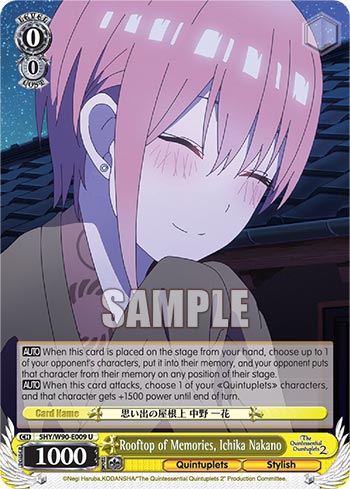 LEVEL
0
0
COST
SAMPLE
AUTO When this card is placed on the stage from your hand, choose up to 1
of your opponent's characters, put it into their memory, and your opponent puts
that character from their memory on any position of their stage.
AUTO When this card attacks, choose 1 of your «Quintuplets» characters,
and that character gets +1500 power until end of turn.
Card Name
思い出の屋根上 中野 一花
CH
5HY/W90-E009 U
Rooftop of Memories, Ichika Nakano
The
Quintessential
Quintuplets 2
1000
Quintuplets
Stylish
©Negi Haruba,KODANSHA/"The Quintessential Quintuplets 2" Production Committee.